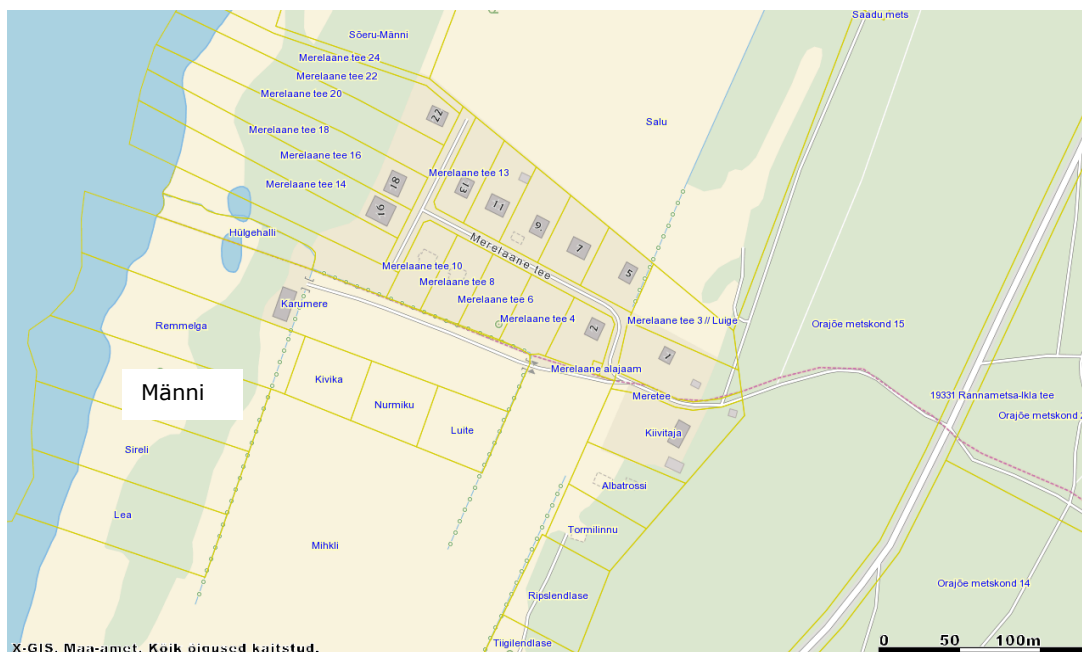 Saadu mets
Sõeru-Männi
Merelaane tee 24
Merelaane tee 22
Merelaane tee 20
Merelaane tee 18
Merelaane tee 16
Merelaane tee 14
Merelaane tee 13
Salu
22
18
16
13
11
9
7
5
Merelaane tee
Hülgehalli
Merelaane tee 10
Merelaane tee 8
Merelaane tee 6
Merelaane tee 4
2
Merelaane tee 3 // Luige
1
Karumere
Remmelga
Orajõe metskond 15
Merelaane alajaam
Kivika
Männi
Nurmiku
Meretee
19331 Rannametsa-Ikla tee
Orajõe metskond
Luite
Kiivitaja
Sireli
Albatrossi
Lea
Tormilinnu
Mihkli
Orajõe metskond 14
Ripslendlase
Tiigilendlase
X-GIS. Maa-amet. Kõik õigused kaitstud.
0 50 100m